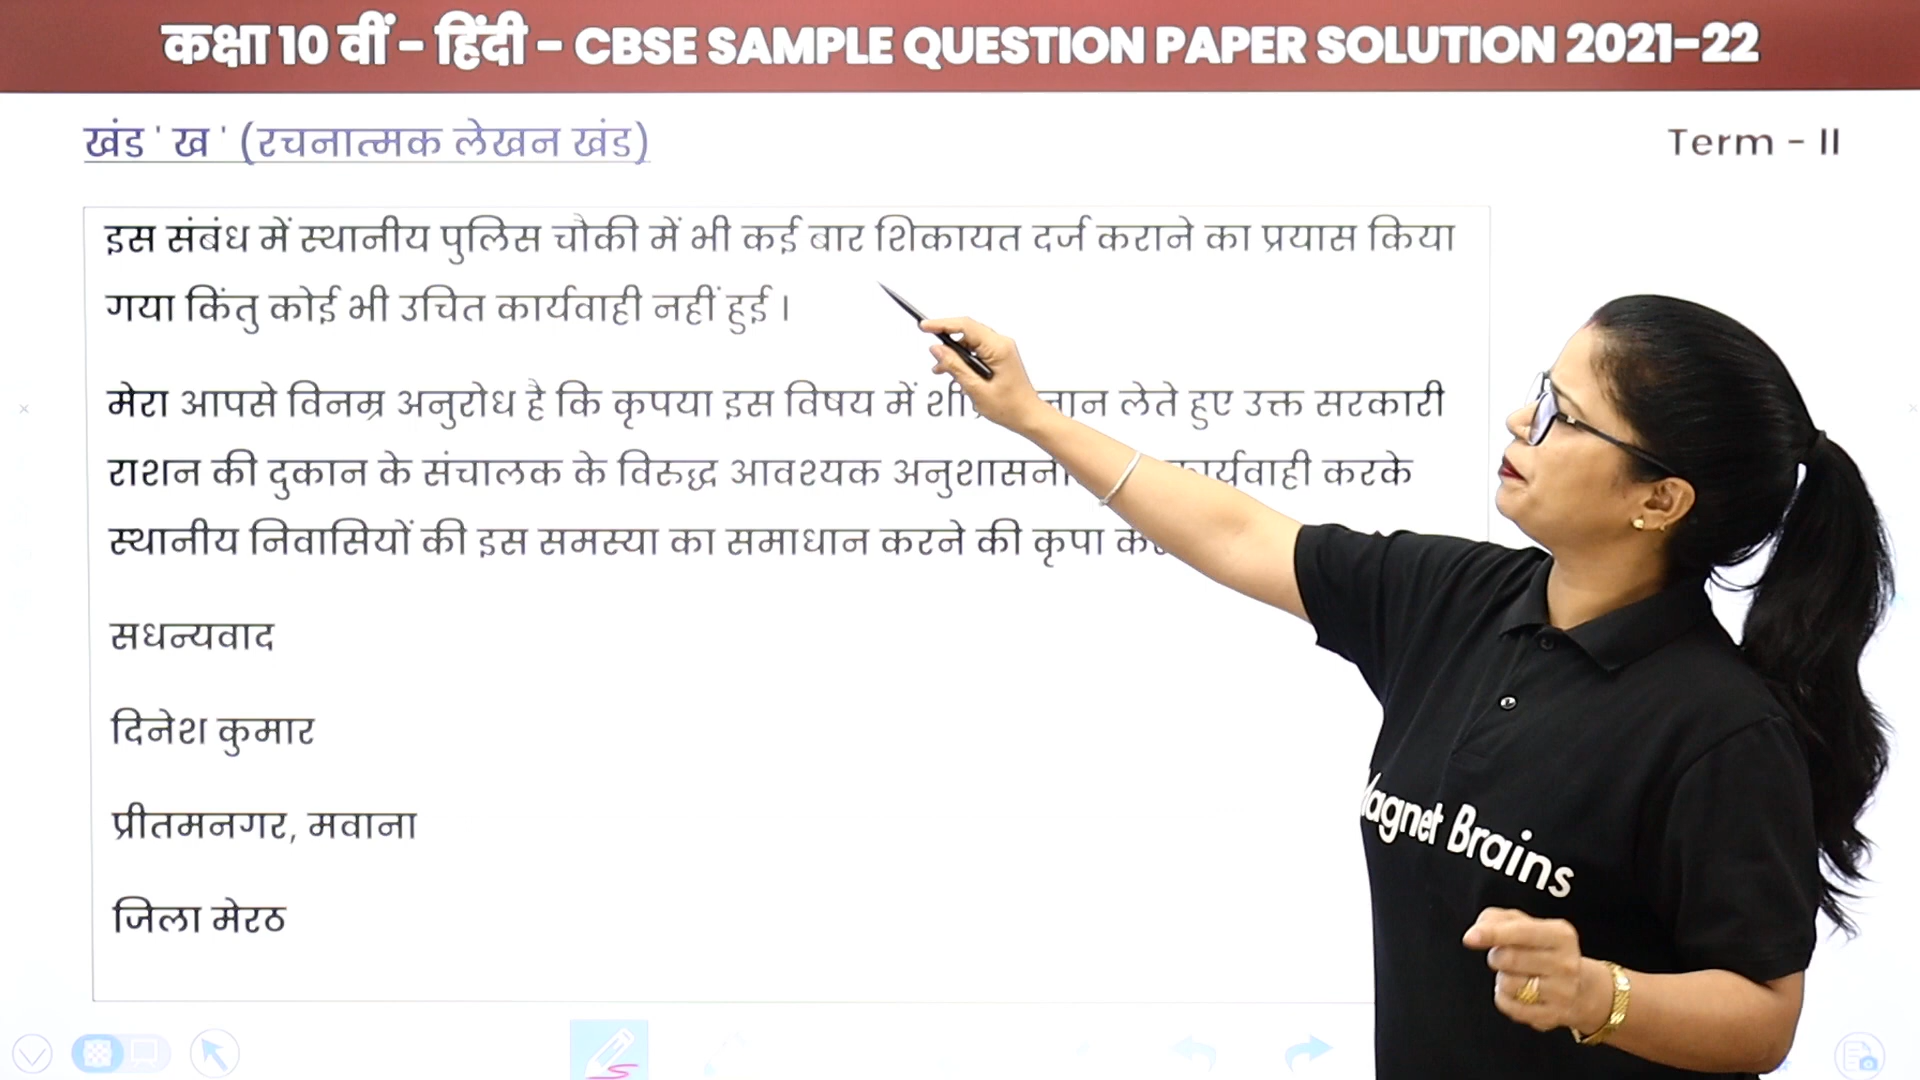 कक्षा 10 वीं - हिंदी - CBSE SAMPLE QUESTION PAPER SOLUTION 2021-22
खंड ' ख ' (रचनात्मक लेखन खंड)
Term - II
इस संबंध में स्थानीय पुलिस चौकी में भी कई बार शिकायत दर्ज कराने का प्रयास किया
गया किंतु कोई भी उचित कार्यवाही नहीं हुई ।
मेरा आपसे विनम्र अनुरोध है कि कृपया इस विषय में लेते हुए उक्त सरकारी
राशन की दुकान के संचालक के विरुद्ध आवश्यक करके
स्थानीय निवासियों की इस समस्या का समाधान करने की कृपा
सधन्यवाद
दिनेश कुमार
प्रीतमनगर, मवाना
जिला मेरठ
Magnet Brains